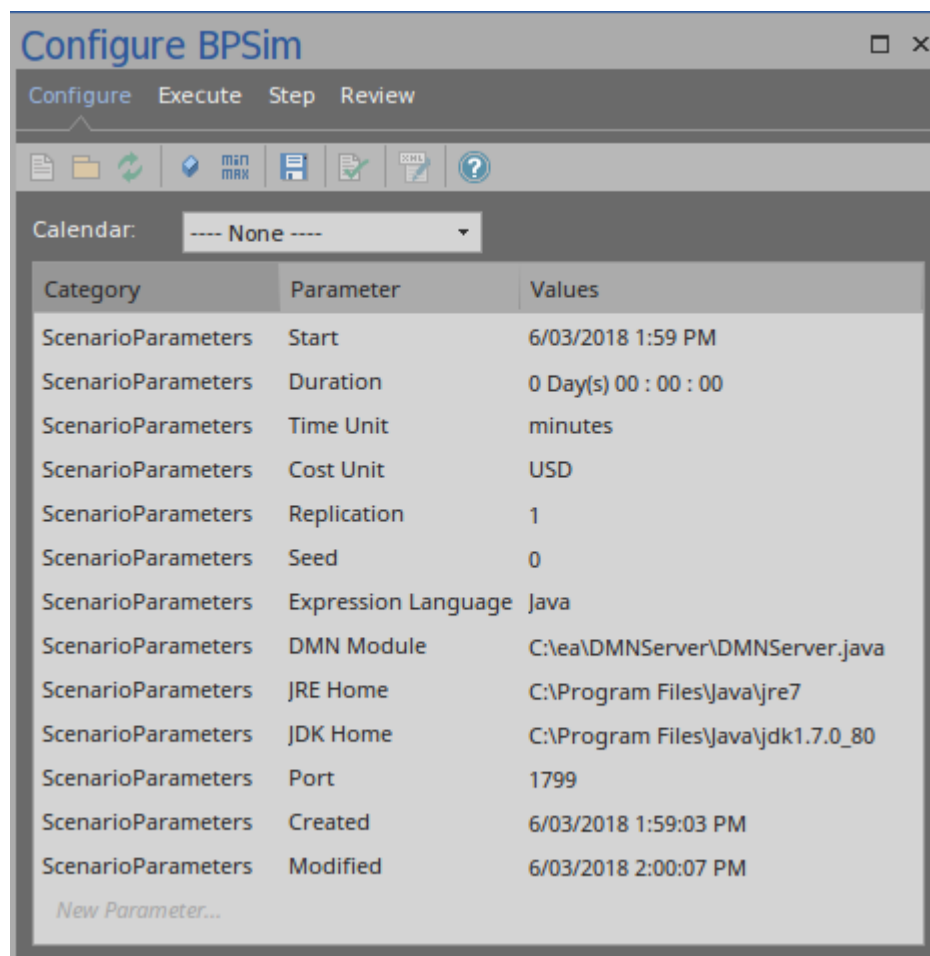 Configure BPSim
Configure Execute Step Review
min
max
XML
?
Calendar: ---- None ----
Category Parameter Values
ScenarioParameters Start 6/03/2018 1:59 PM
ScenarioParameters Duration 0 Day(s) 00 : 00 : 00
ScenarioParameters Time Unit minutes
ScenarioParameters Cost Unit USD
ScenarioParameters Replication 1
ScenarioParameters Seed 0
ScenarioParameters Expression Language Java
ScenarioParameters DMN Module C:\ea\DMNServer\DMNServer.java
ScenarioParameters JRE Home C:\Program Files\Java\jre7
ScenarioParameters JDK Home C:\Program Files\Java\jdk1.7.0_80
ScenarioParameters Port 1799
ScenarioParameters Created 6/03/2018 1:59:03 PM
ScenarioParameters Modified 6/03/2018 2:00:07 PM
New Parameter...